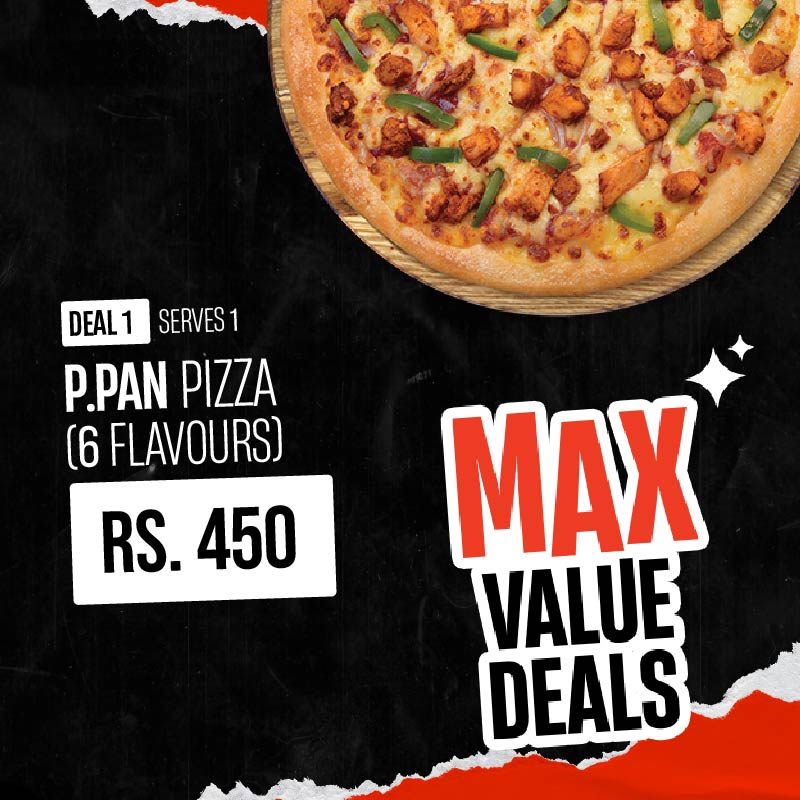 DEAL 1 SERVES 1
P.PAN PIZZA
(6 FLAVOURS)
RS. 450
MAX
VALUE
DEALS